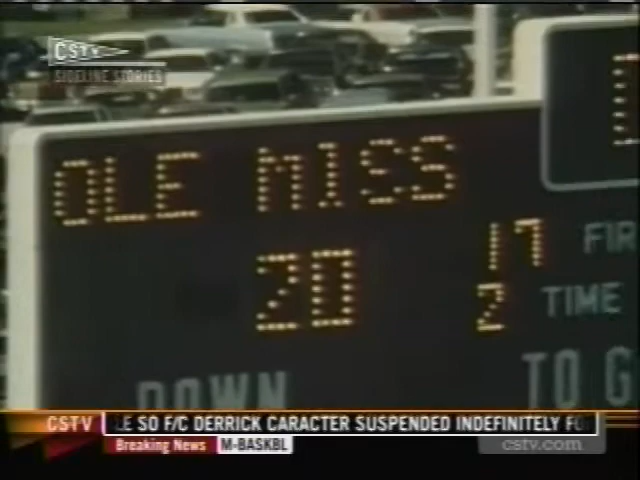 CSTV
SIDELINE STORIES
OLE MISS
20
17 FIR
2 TIME
DOWN TO G
CSTV LE SO F/C DERRICK CARACTER SUSPENDED INDEFINITELY FO
Breaking News M-BASKBL cstv.com